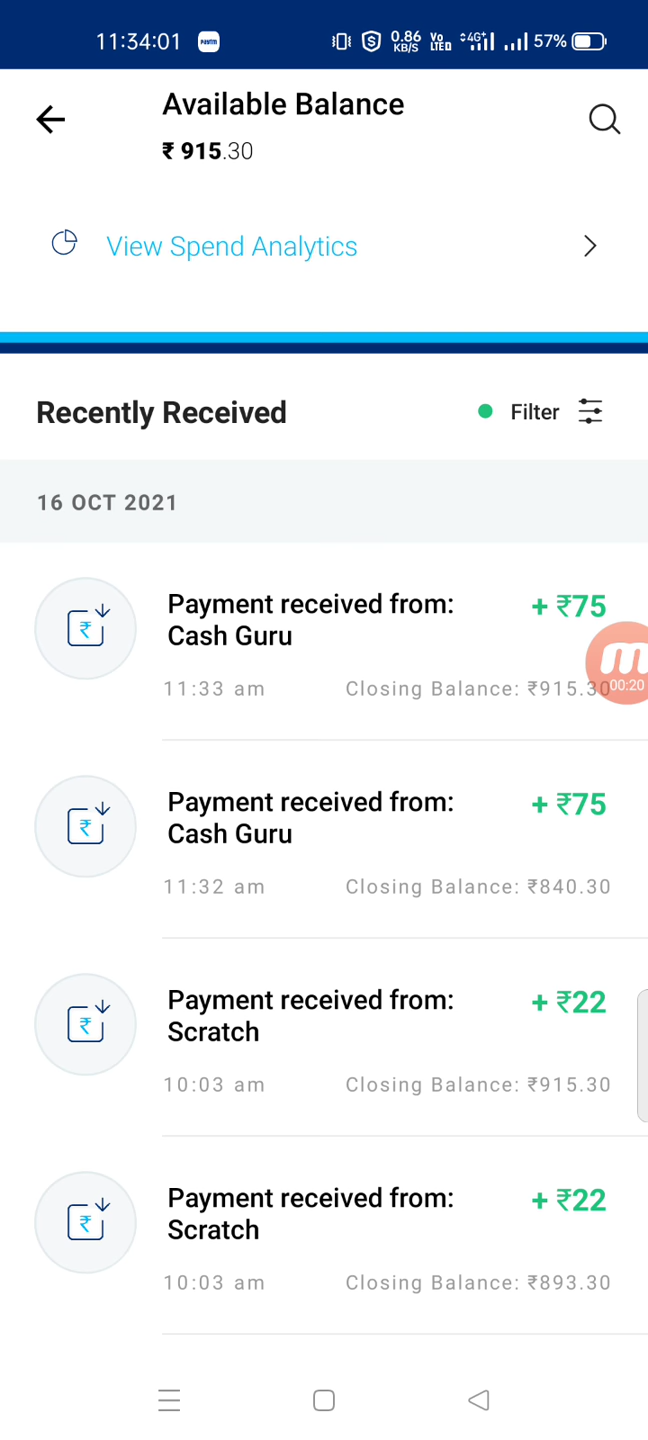 11:34:01 paytm 0.86 KB/S Vo LTED 4G+ 57%
Available Balance
₹ 915.30
View Spend Analytics
Recently Received
Filter
16 OCT 2021
Payment received from: + ₹75
Cash Guru
11:33 am Closing Balance: ₹915.30
00:20
Payment received from: + ₹75
Cash Guru
11:32 am Closing Balance: ₹840.30
Payment received from: + ₹22
Scratch
10:03 am Closing Balance: ₹915.30
Payment received from: + ₹22
Scratch
10:03 am Closing Balance: ₹893.30